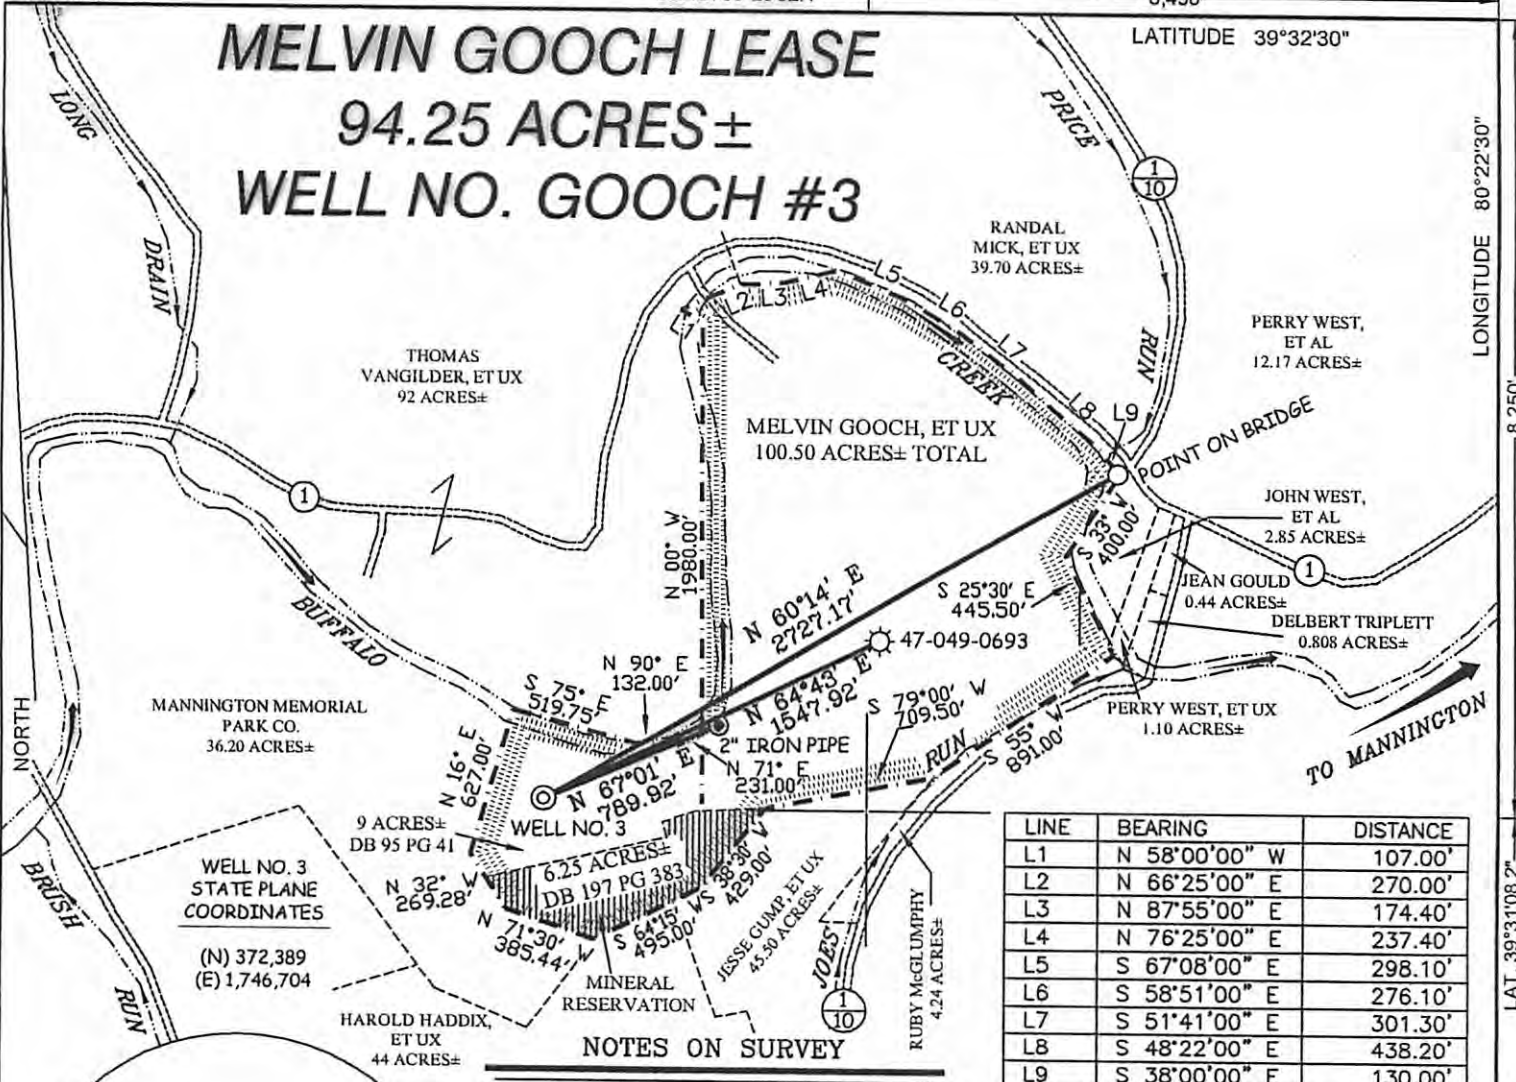 8,250'
LATITUDE 39°32'30"
LONGITUDE 80°22'30"
LAT. 39°31'08.2"
MELVIN GOOCH LEASE
94.25 ACRES±
WELL NO. GOOCH #3
LONG
DRAIN
PRICE
RUN
1
10
RANDAL
MICK, ET UX
39.70 ACRES±
PERRY WEST,
ET AL
12.17 ACRES±
THOMAS
VANGILDER, ET UX
92 ACRES±
L1
L2
L3
L4
L5
L6
L7
L8
L9
CREEK
POINT ON BRIDGE
MELVIN GOOCH, ET UX
100.50 ACRES± TOTAL
JOHN WEST,
ET AL
2.85 ACRES±
1
N 00° W
1980.00'
S 33° W
400.00'
JEAN GOULD
0.44 ACRES±
1
DELBERT TRIPLETT
0.808 ACRES±
S 25°30' E
445.50'
N 60°14' E
2727.17'
47-049-0693
BUFFALO
N 90° E
132.00'
S 75° E
519.75'
N 64°43' E
1547.92'
S 79°00' W
709.50'
PERRY WEST, ET UX
1.10 ACRES±
TO MANNINGTON
MANNINGTON MEMORIAL
PARK CO.
36.20 ACRES±
NORTH
N 16° E
627.00'
2" IRON PIPE
N 71° E
231.00'
RUN
S 55° W
891.00'
N 67°01' E
789.92'
WELL NO. 3
9 ACRES±
DB 95 PG 41
6.25 ACRES±
DB 197 PG 383
N 32° W
269.28'
N 71°30' W
385.44'
S 64°15' W
495.00'
S 38°30' W
429.00'
MINERAL
RESERVATION
JESSE GUMP, ET UX
45.50 ACRES±
JOES
1
10
RUBY McGLUMPHY
4.24 ACRES±
WELL NO. 3
STATE PLANE
COORDINATES
(N) 372,389
(E) 1,746,704
BRUSH
RUN
HAROLD HADDIX,
ET UX
44 ACRES±
NOTES ON SURVEY
LINE BEARING DISTANCE
L1 N 58°00'00" W 107.00'
L2 N 66°25'00" E 270.00'
L3 N 87°55'00" E 174.40'
L4 N 76°25'00" E 237.40'
L5 S 67°08'00" E 298.10'
L6 S 58°51'00" E 276.10'
L7 S 51°41'00" E 301.30'
L8 S 48°22'00" E 438.20'
L9 S 38°00'00" E 130.00'